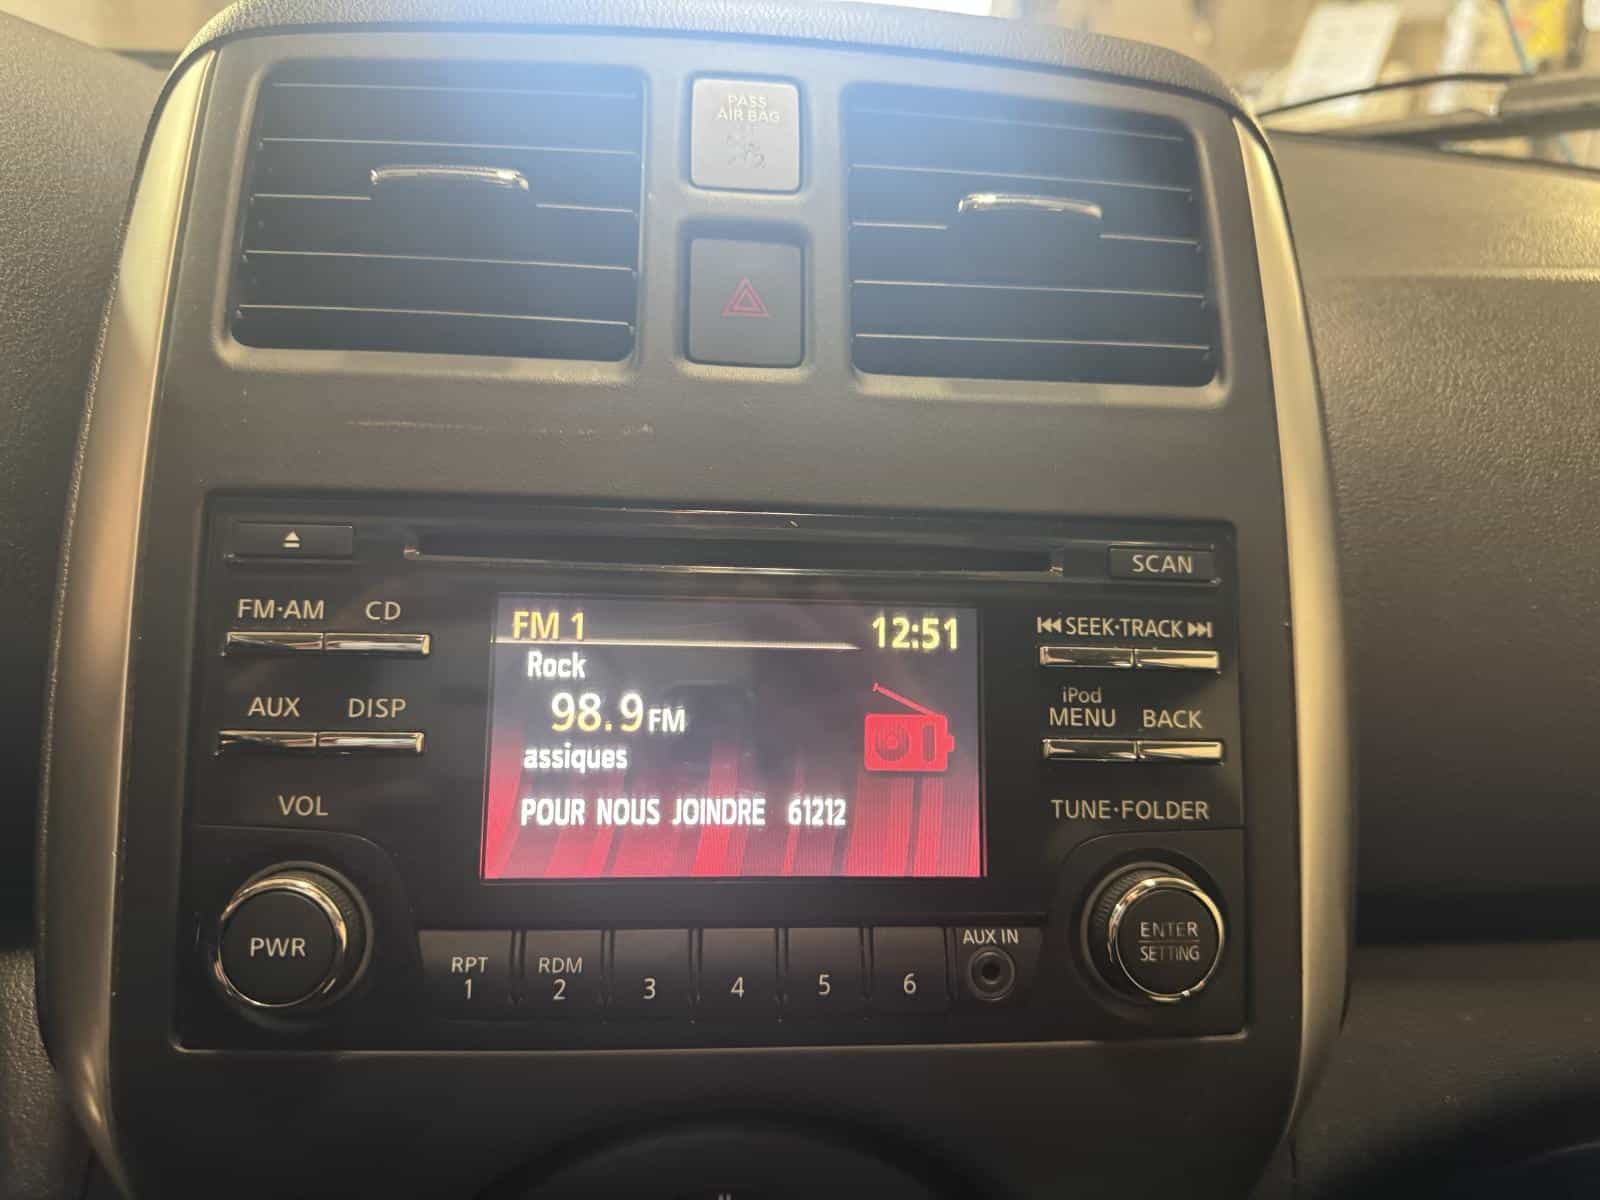 PASS
AIR BAG
SCAN
FM·AM CD
SEEK·TRACK
AUX DISP
iPod
MENU BACK
VOL
TUNE·FOLDER
FM 1 12:51
Rock
98.9 FM
assiques
POUR NOUS JOINDRE 61212
PWR
ENTER
SETTING
RPT
1
RDM
2
3
4
5
6
AUX IN